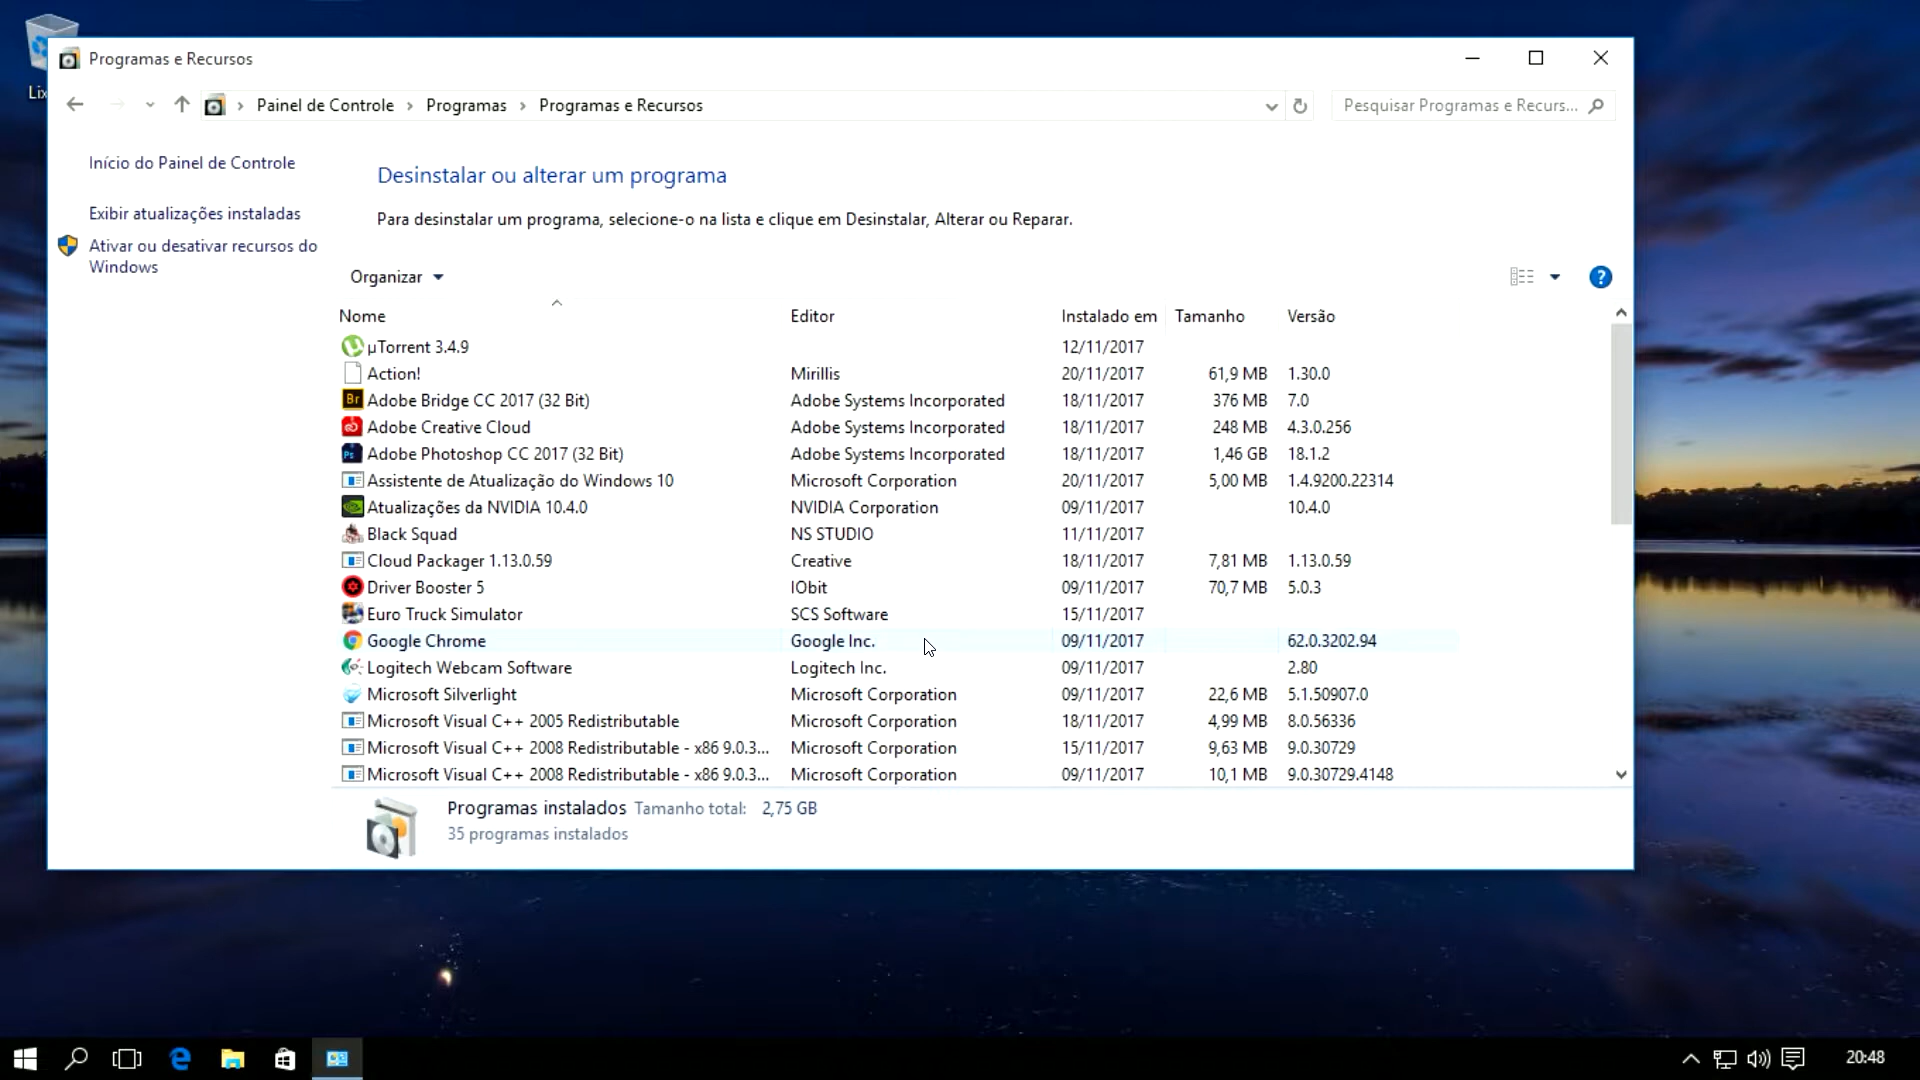 Lix
Programas e Recursos
Painel de Controle > Programas > Programas e Recursos
Pesquisar Programas e Recurs...
Início do Painel de Controle
Exibir atualizações instaladas
Ativar ou desativar recursos do
Windows
Desinstalar ou alterar um programa
Para desinstalar um programa, selecione-o na lista e clique em Desinstalar, Alterar ou Reparar.
Organizar
Nome Editor Instalado em Tamanho Versão
µTorrent 3.4.9 12/11/2017
Action! Mirillis 20/11/2017 61,9 MB 1.30.0
Br Adobe Bridge CC 2017 (32 Bit) Adobe Systems Incorporated 18/11/2017 376 MB 7.0
Adobe Creative Cloud Adobe Systems Incorporated 18/11/2017 248 MB 4.3.0.256
Ps Adobe Photoshop CC 2017 (32 Bit) Adobe Systems Incorporated 18/11/2017 1,46 GB 18.1.2
Assistente de Atualização do Windows 10 Microsoft Corporation 20/11/2017 5,00 MB 1.4.9200.22314
Atualizações da NVIDIA 10.4.0 NVIDIA Corporation 09/11/2017 10.4.0
Black Squad NS STUDIO 11/11/2017
Cloud Packager 1.13.0.59 Creative 18/11/2017 7,81 MB 1.13.0.59
Driver Booster 5 IObit 09/11/2017 70,7 MB 5.0.3
Euro Truck Simulator SCS Software 15/11/2017
Google Chrome Google Inc. 09/11/2017 62.0.3202.94
Logitech Webcam Software Logitech Inc. 09/11/2017 2.80
Microsoft Silverlight Microsoft Corporation 09/11/2017 22,6 MB 5.1.50907.0
Microsoft Visual C++ 2005 Redistributable Microsoft Corporation 18/11/2017 4,99 MB 8.0.56336
Microsoft Visual C++ 2008 Redistributable - x86 9.0.3... Microsoft Corporation 15/11/2017 9,63 MB 9.0.30729
Microsoft Visual C++ 2008 Redistributable - x86 9.0.3... Microsoft Corporation 09/11/2017 10,1 MB 9.0.30729.4148
Programas instalados Tamanho total: 2,75 GB
35 programas instalados
20:48